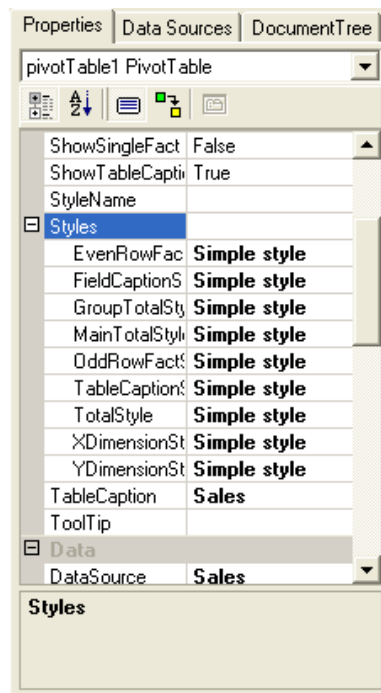 Properties Data Sources DocumentTree
pivotTable1 PivotTable
ShowSingleFact False
ShowTableCapti True
StyleName
Styles
EvenRowFac Simple style
FieldCaptionS Simple style
GroupTotalSty Simple style
MainTotalStyl Simple style
OddRowFactS Simple style
TableCaptionS Simple style
TotalStyle Simple style
XDimensionSt Simple style
YDimensionSt Simple style
TableCaption Sales
ToolTip
Data
DataSource Sales
Styles